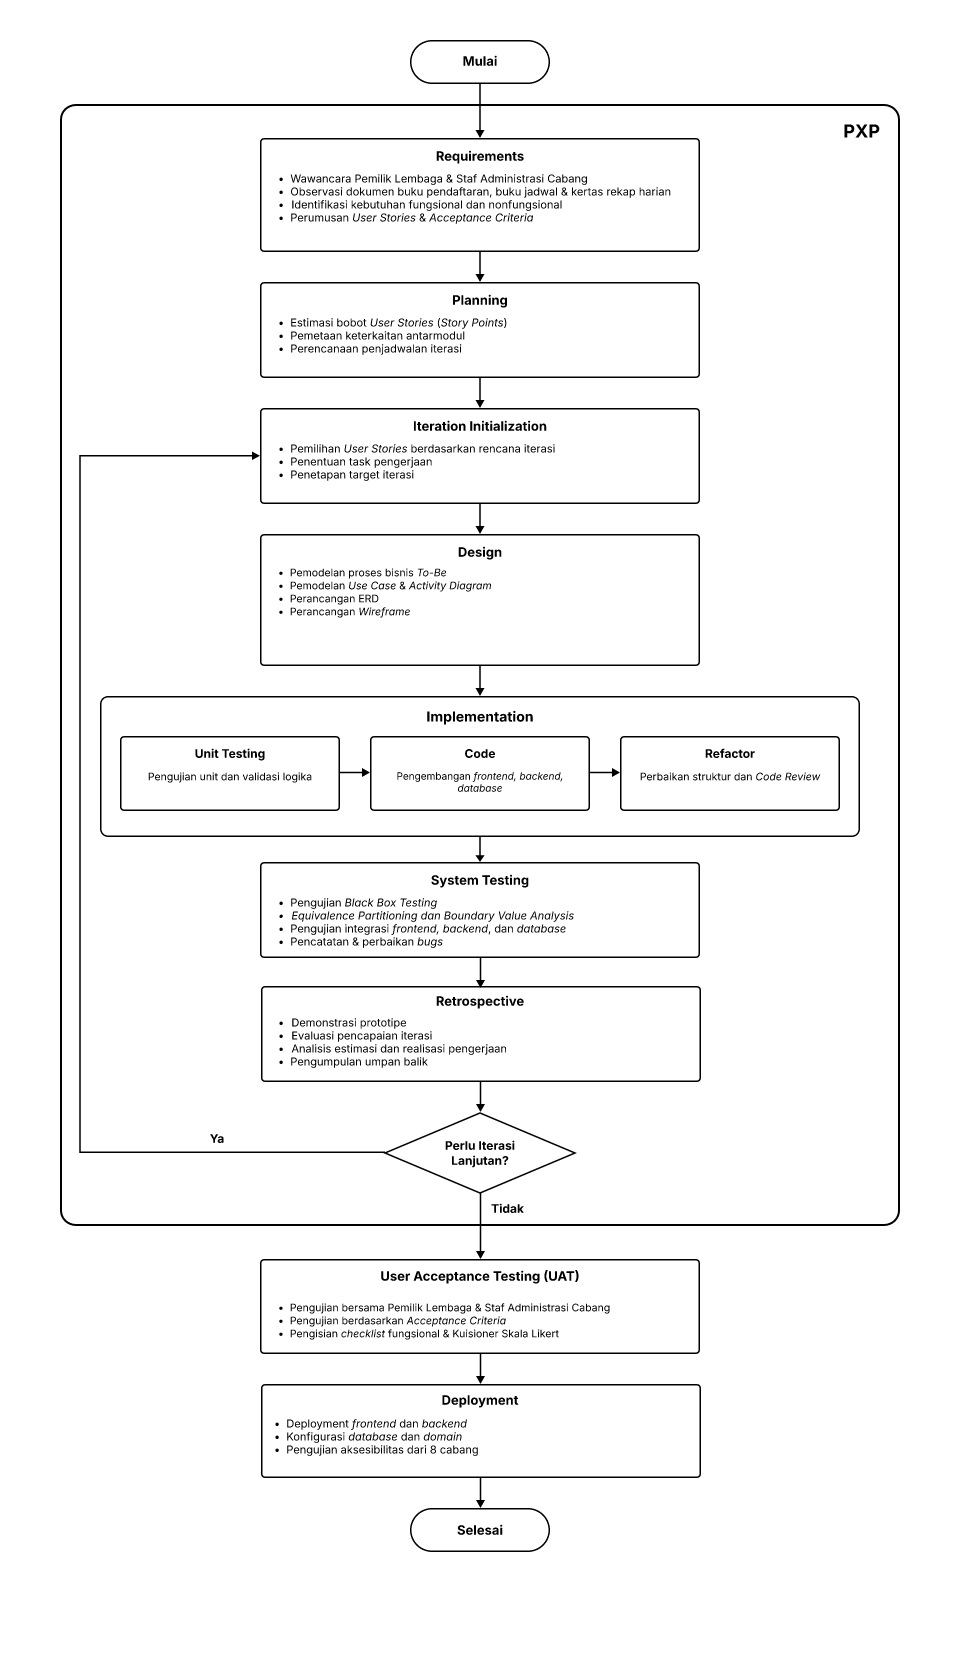 Mulai
PXP
Requirements
• Wawancara Pemilik Lembaga & Staf Administrasi Cabang
• Observasi dokumen buku pendaftaran, buku jadwal & kertas rekap harian
• Identifikasi kebutuhan fungsional dan nonfungsional
• Perumusan User Stories & Acceptance Criteria
Planning
• Estimasi bobot User Stories (Story Points)
• Pemetaan keterkaitan antarmodul
• Perencanaan penjadwalan iterasi
Iteration Initialization
• Pemilihan User Stories berdasarkan rencana iterasi
• Penentuan task pengerjaan
• Penetapan target iterasi
Design
• Pemodelan proses bisnis To-Be
• Pemodelan Use Case & Activity Diagram
• Perancangan ERD
• Perancangan Wireframe
Implementation
Unit Testing
Pengujian unit dan validasi logika
Code
Pengembangan frontend, backend,
database
Refactor
Perbaikan struktur dan Code Review
System Testing
• Pengujian Black Box Testing
• Equivalence Partitioning dan Boundary Value Analysis
• Pengujian integrasi frontend, backend, dan database
• Pencatatan & perbaikan bugs
Retrospective
• Demonstrasi prototipe
• Evaluasi pencapaian iterasi
• Analisis estimasi dan realisasi pengerjaan
• Pengumpulan umpan balik
Ya
Perlu Iterasi
Lanjutan?
Tidak
User Acceptance Testing (UAT)
• Pengujian bersama Pemilik Lembaga & Staf Administrasi Cabang
• Pengujian berdasarkan Acceptance Criteria
• Pengisian checklist fungsional & Kuisioner Skala Likert
Deployment
• Deployment frontend dan backend
• Konfigurasi database dan domain
• Pengujian aksesibilitas dari 8 cabang
Selesai